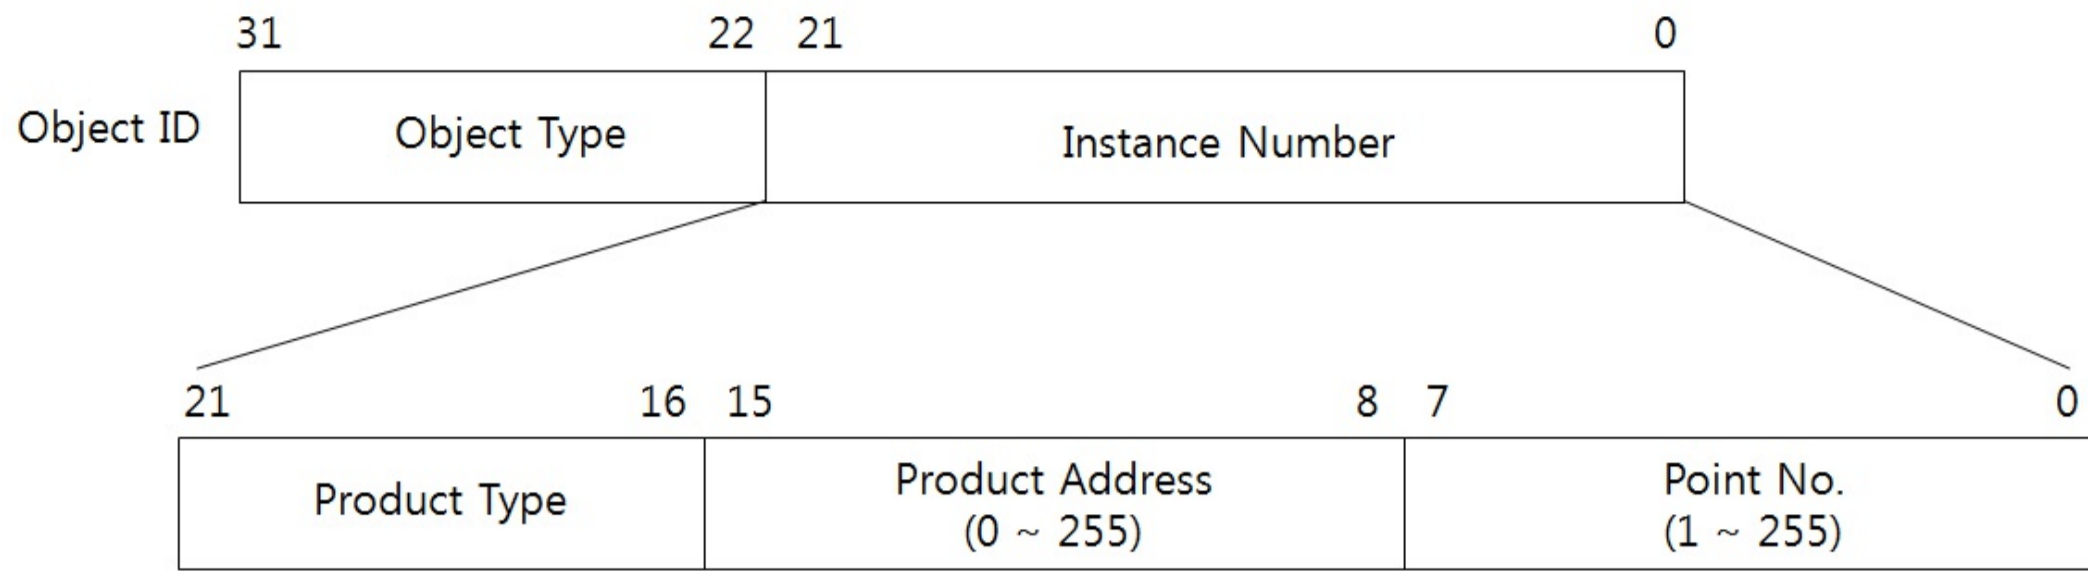 31 22 21 0
Object ID Object Type Instance Number
21 16 15 8 7 0
Product Type Product Address Point No.
(0 ~ 255) (1 ~ 255)